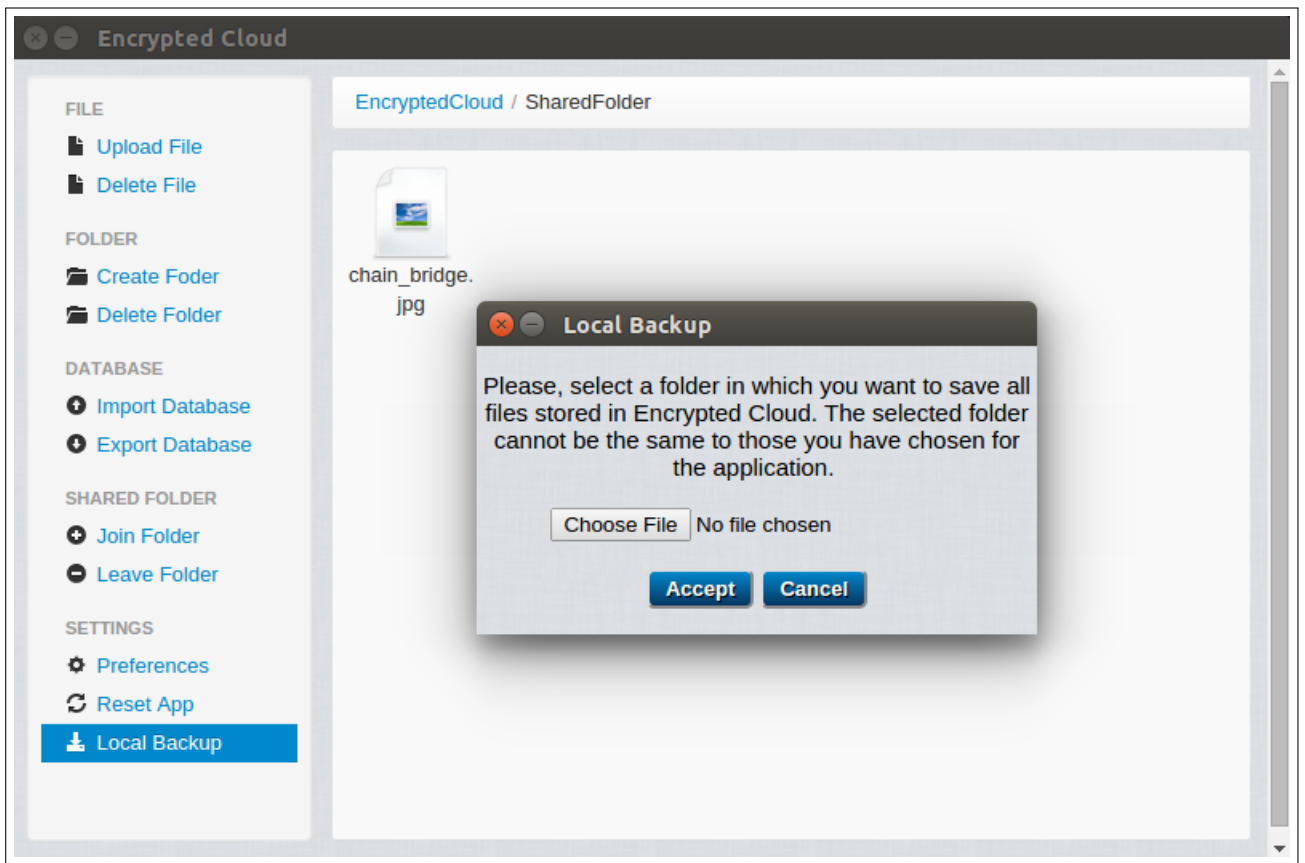 Encrypted Cloud
FILE
Upload File
Delete File
FOLDER
Create Foder
Delete Folder
DATABASE
Import Database
Export Database
SHARED FOLDER
Join Folder
Leave Folder
SETTINGS
Preferences
Reset App
Local Backup
EncryptedCloud / SharedFolder
chain_bridge.
jpg
Local Backup
Please, select a folder in which you want to save all
files stored in Encrypted Cloud. The selected folder
cannot be the same to those you have chosen for
the application.
Choose File No file chosen
Accept Cancel